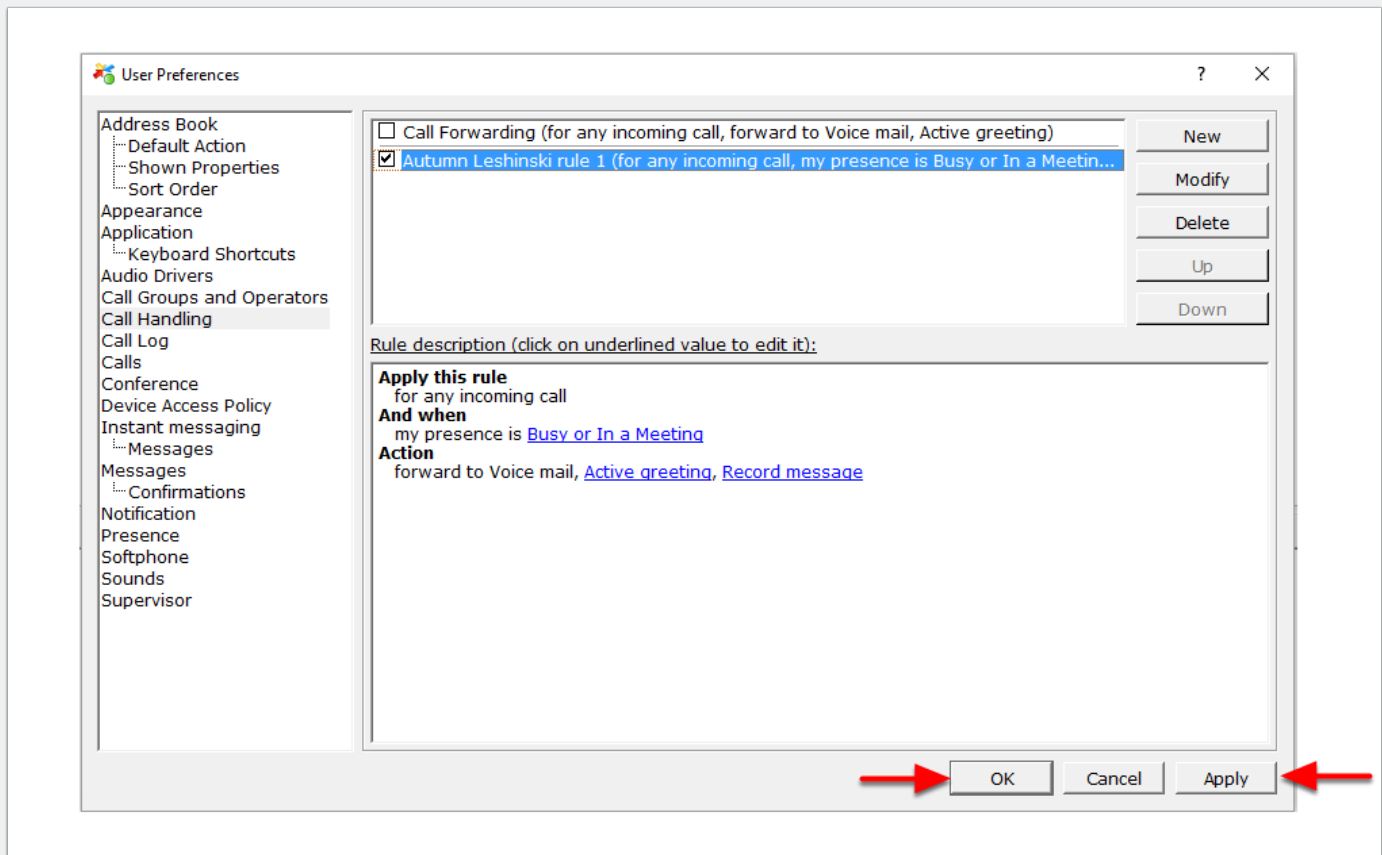 User Preferences
?
Address Book
Default Action
Shown Properties
Sort Order
Appearance
Application
Keyboard Shortcuts
Audio Drivers
Call Groups and Operators
Call Handling
Call Log
Calls
Conference
Device Access Policy
Instant messaging
Messages
Messages
Confirmations
Notification
Presence
Softphone
Sounds
Supervisor
Call Forwarding (for any incoming call, forward to Voice mail, Active greeting)
Autumn Leshinski rule 1 (for any incoming call, my presence is Busy or In a Meetin...
New
Modify
Delete
Up
Down
Rule description (click on underlined value to edit it):
Apply this rule
for any incoming call
And when
my presence is Busy or In a Meeting
Action
forward to Voice mail, Active greeting, Record message
OK
Cancel
Apply